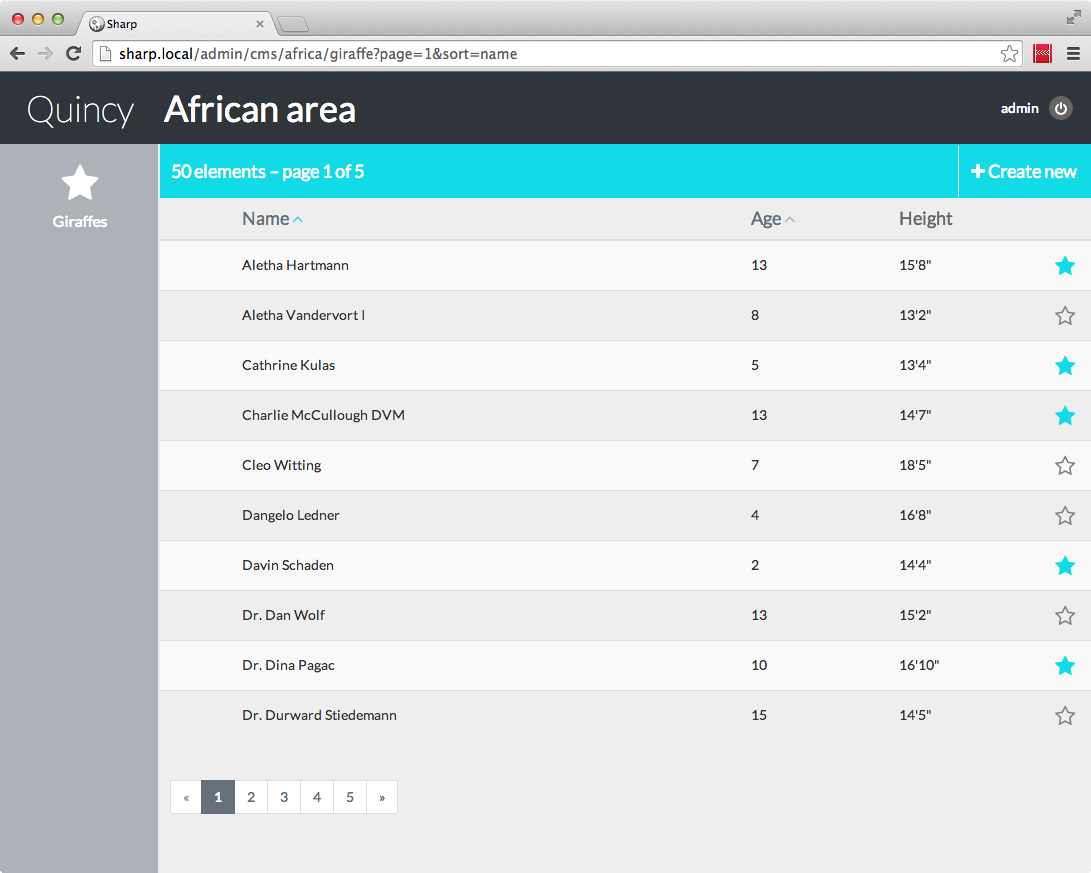 Sharp
sharp.local/admin/cms/africa/giraffe?page=1&sort=name
Quincy African area admin
Giraffes
50 elements – page 1 of 5 Create new
Name Age Height
Aletha Hartmann 13 15'8"
Aletha Vandervort I 8 13'2"
Cathrine Kulas 5 13'4"
Charlie McCullough DVM 13 14'7"
Cleo Witting 7 18'5"
Dangelo Ledner 4 16'8"
Davin Schaden 2 14'4"
Dr. Dan Wolf 13 15'2"
Dr. Dina Pagac 10 16'10"
Dr. Durward Stiedemann 15 14'5"
« 1 2 3 4 5 »